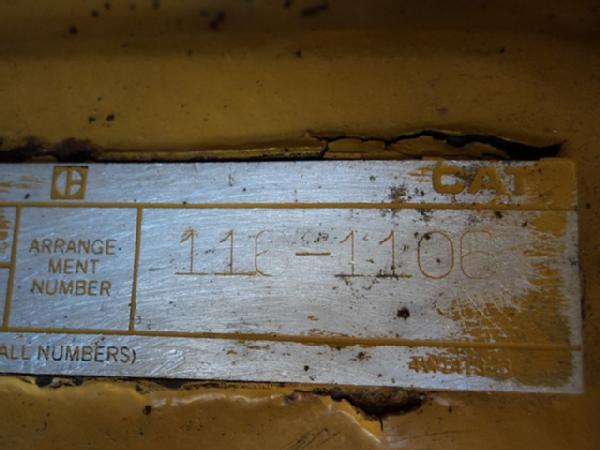 CAT
ARRANGE-
MENT
NUMBER
116-1106
ALL NUMBERS)